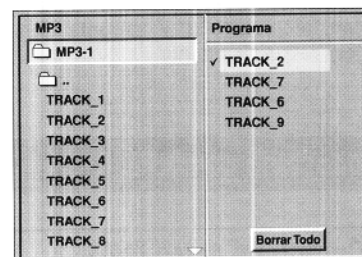 MP3
MP3-1
..
TRACK_1
TRACK_2
TRACK_3
TRACK_4
TRACK_5
TRACK_6
TRACK_7
TRACK_8
Programa
✓ TRACK_2
TRACK_7
TRACK_6
TRACK_9
Borrar Todo